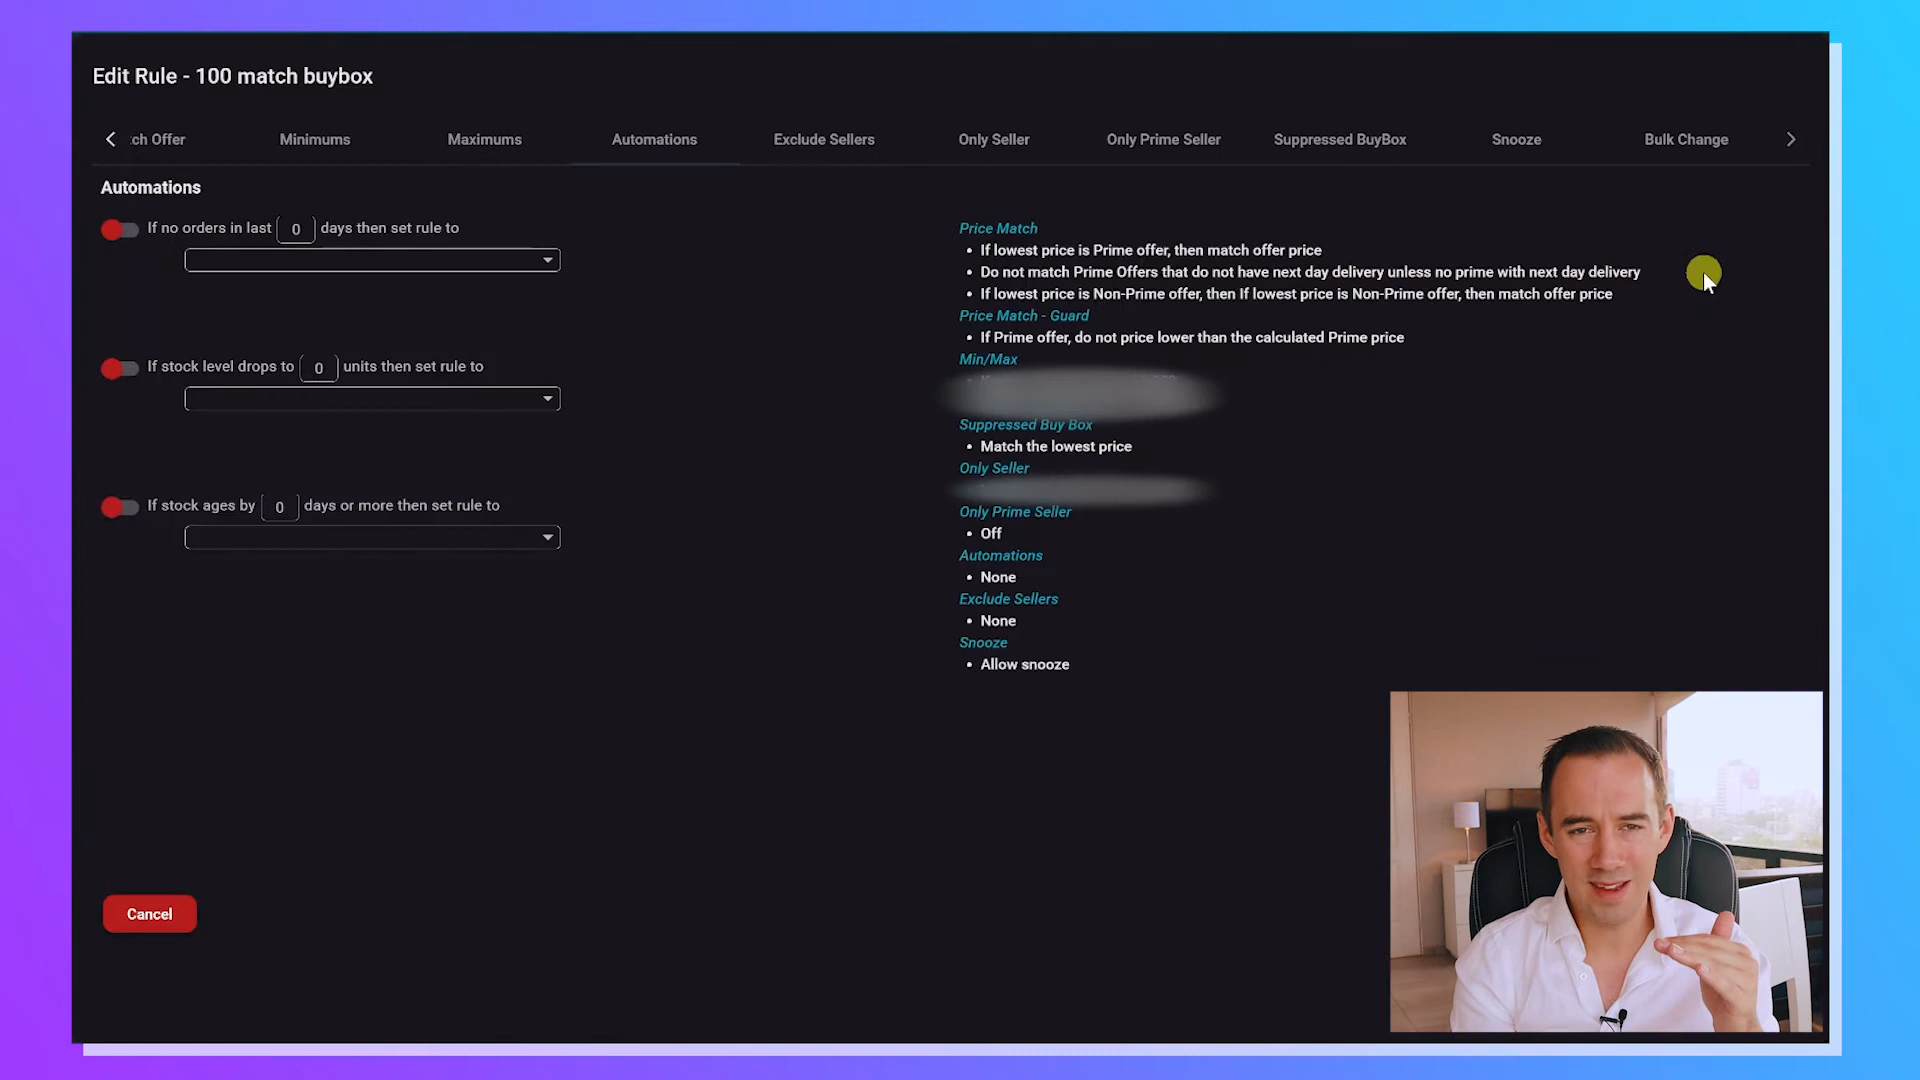 Edit Rule - 100 match buybox
ch Offer Minimums Maximums Automations Exclude Sellers Only Seller Only Prime Seller Suppressed BuyBox Snooze Bulk Change
Automations
If no orders in last 0 days then set rule to
If stock level drops to 0 units then set rule to
If stock ages by 0 days or more then set rule to
Cancel
Price Match
• If lowest price is Prime offer, then match offer price
• Do not match Prime Offers that do not have next day delivery unless no prime with next day delivery
• If lowest price is Non-Prime offer, then If lowest price is Non-Prime offer, then match offer price
Price Match - Guard
• If Prime offer, do not price lower than the calculated Prime price
Min/Max
Suppressed Buy Box
• Match the lowest price
Only Seller
Only Prime Seller
• Off
Automations
• None
Exclude Sellers
• None
Snooze
• Allow snooze